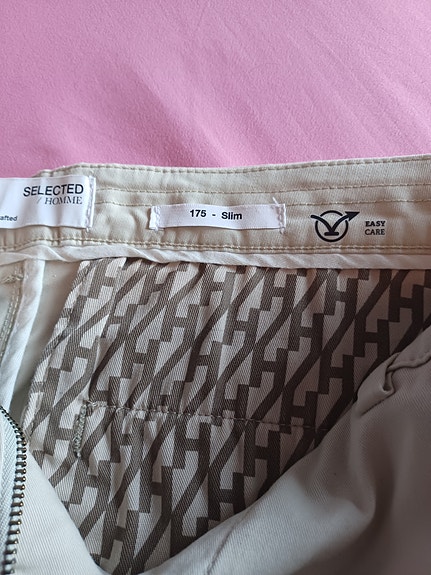 SELECTED
/ HOMME
afted
175 - Slim
EASY
CARE